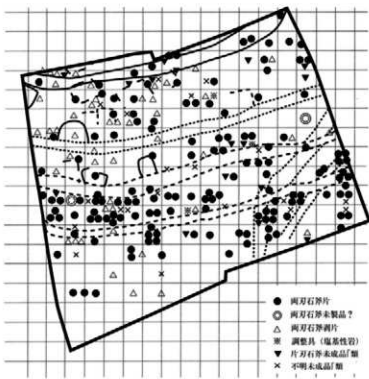 両刃石斧片
両刃石斧未製品?
両刃石斧剥片
調整具（塩基性岩）
片刃石斧未成品「類
不明未成品「類